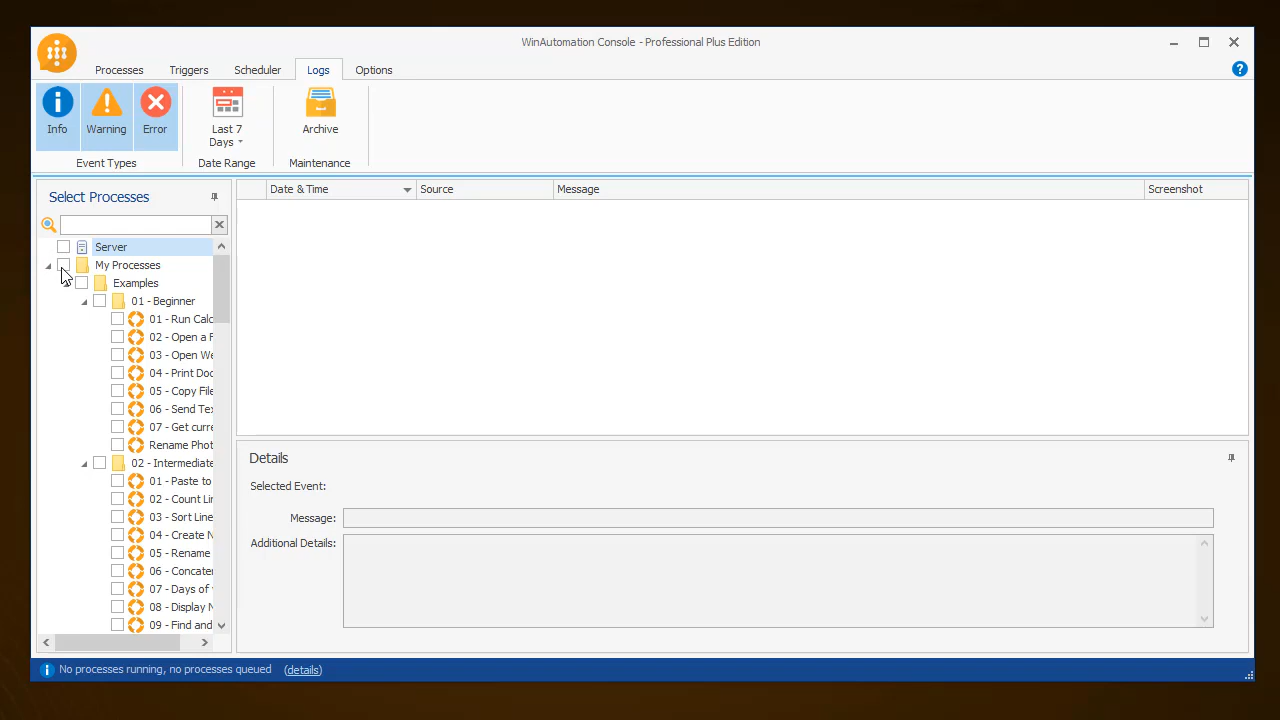 WinAutomation Console - Professional Plus Edition
Processes
Triggers
Scheduler
Logs
Options
?
Info
Warning
Error
Last 7
Days
Archive
Event Types
Date Range
Maintenance
Select Processes
Date & Time
Source
Message
Screenshot
Server
My Processes
Examples
01 - Beginner
01 - Run Calc
02 - Open a F
03 - Open We
04 - Print Doc
05 - Copy File
06 - Send Tex
07 - Get curre
Rename Phot
02 - Intermediate
01 - Paste to
02 - Count Lin
03 - Sort Line
04 - Create N
05 - Rename
06 - Concaten
07 - Days of
08 - Display N
09 - Find and
Details
Selected Event:
Message:
Additional Details:
No processes running, no processes queued (details)